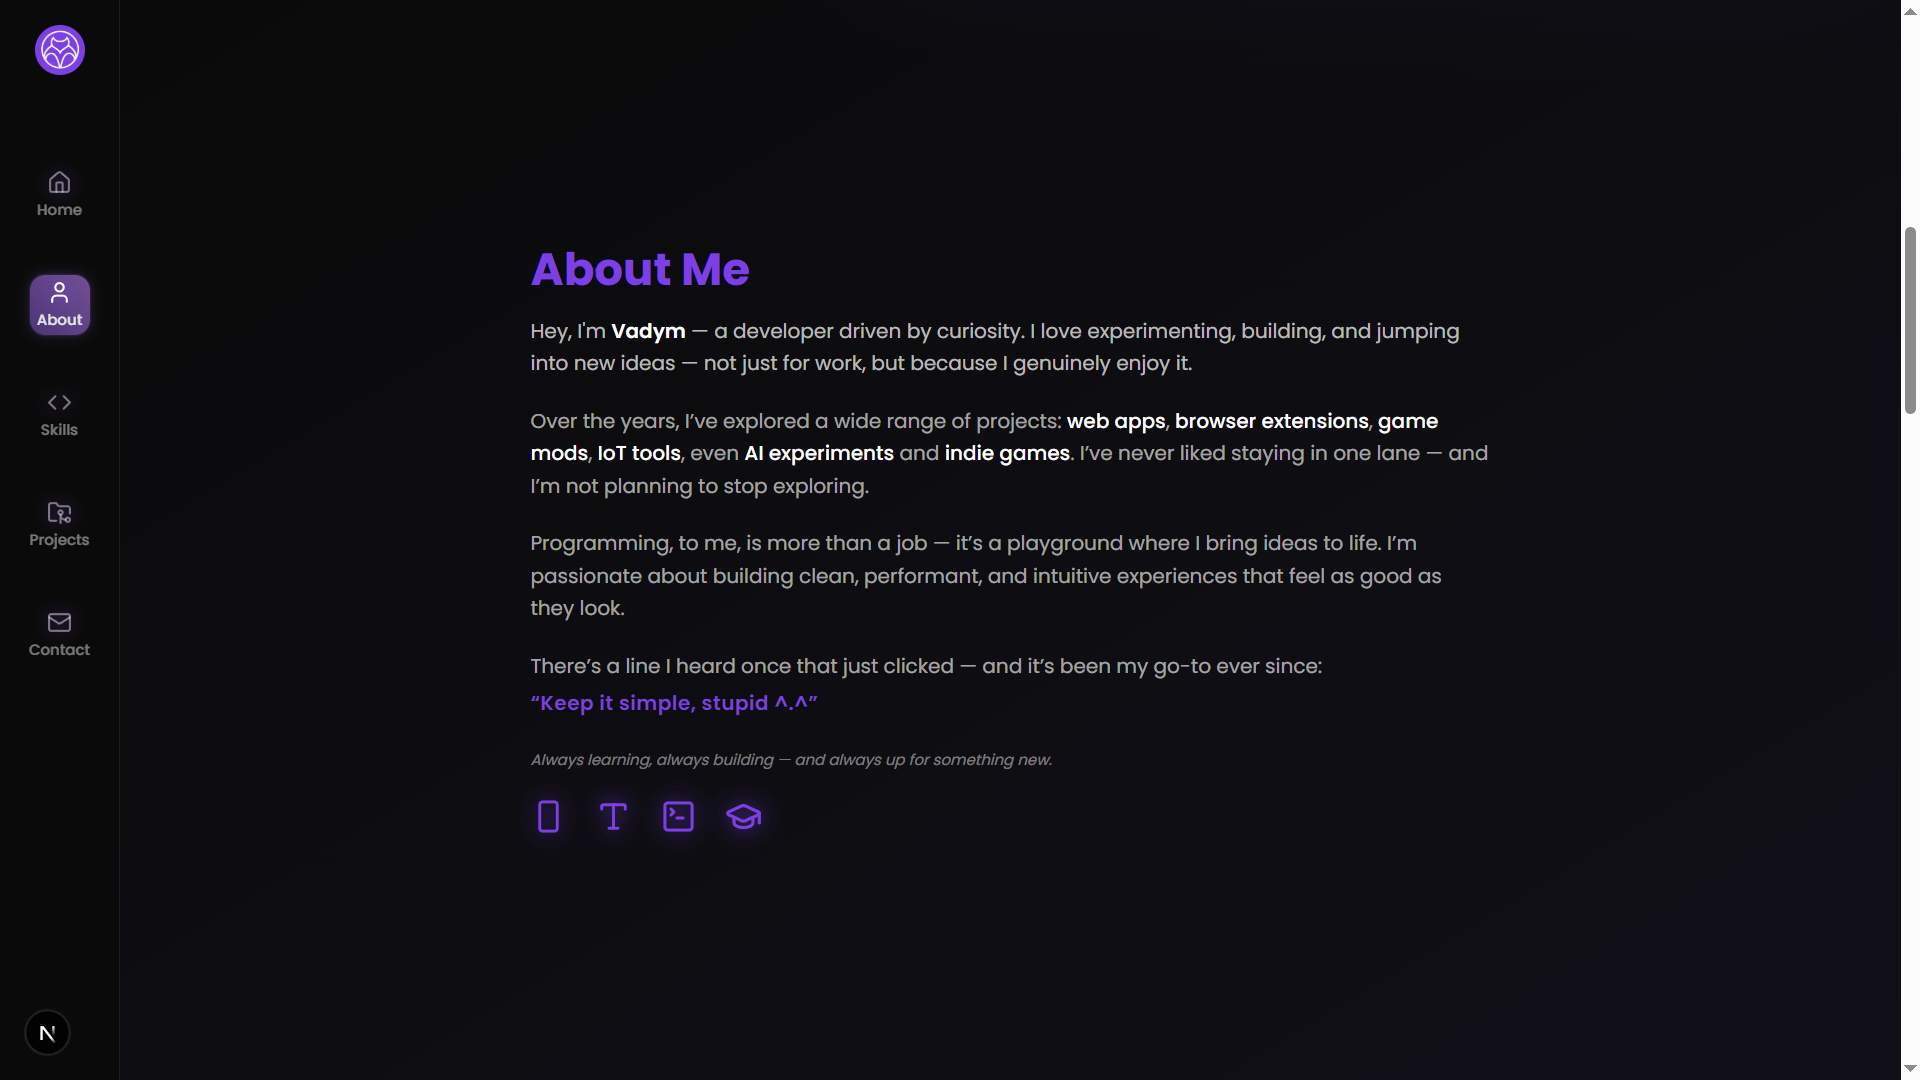 Home
About
Skills
Projects
Contact
N
About Me
Hey, I'm Vadym — a developer driven by curiosity. I love experimenting, building, and jumping
into new ideas — not just for work, but because I genuinely enjoy it.
Over the years, I’ve explored a wide range of projects: web apps, browser extensions, game
mods, IoT tools, even AI experiments and indie games. I’ve never liked staying in one lane — and
I’m not planning to stop exploring.
Programming, to me, is more than a job — it’s a playground where I bring ideas to life. I’m
passionate about building clean, performant, and intuitive experiences that feel as good as
they look.
There’s a line I heard once that just clicked — and it’s been my go-to ever since:
“Keep it simple, stupid ^.^”
Always learning, always building — and always up for something new.